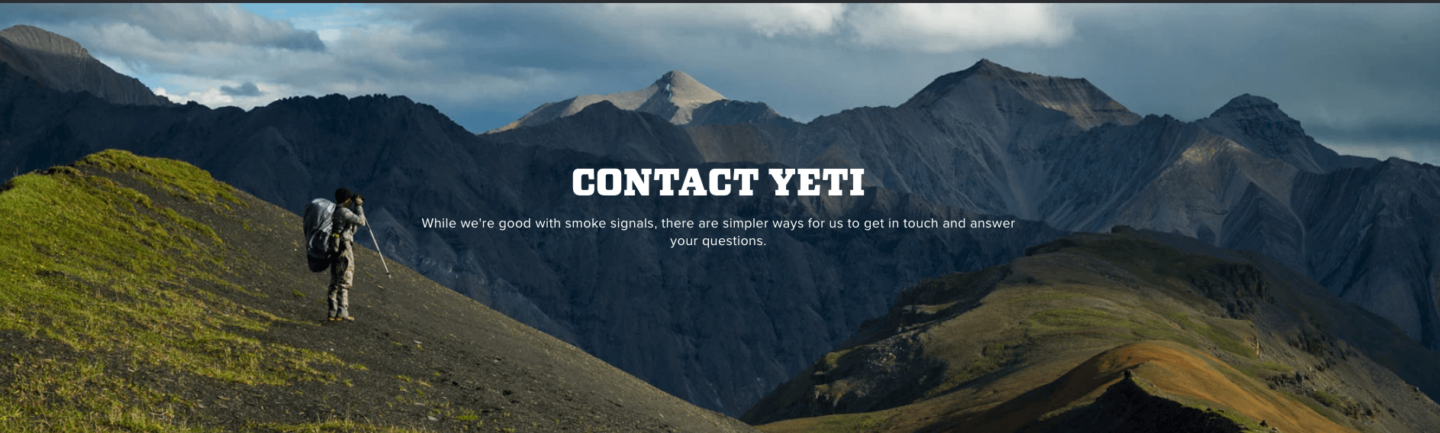 CONTACT YETI
While we're good with smoke signals, there are simpler ways for us to get in touch and answer
your questions.